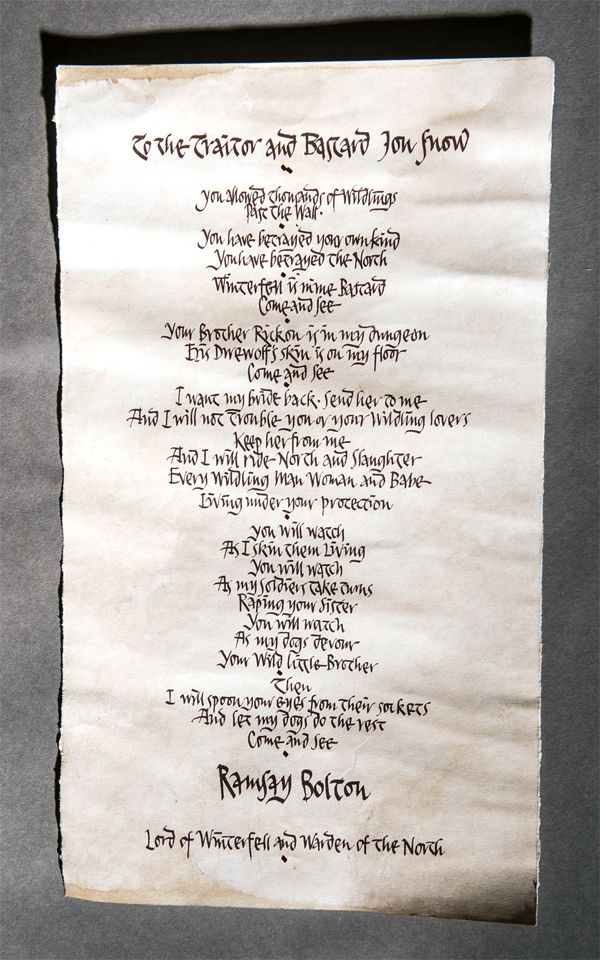 To the Traitor and Bastard Jon Snow
You allowed thousands of Wildlings
Past the Wall.
You have betrayed your own kind
You have betrayed the North
Winterfell is mine Bastard
Come and see
Your Brother Rickon is in my dungeon
His Direwolf's skin is on my floor
Come and see
I want my bride back. Send her to me
And I will not trouble you or your Wildling lovers
Keep her from me
And I will ride North and Slaughter
Every Wildling Man Woman and Babe
Living under your protection
You will watch
As I skin them Living
You will watch
As my soldiers take turns
Raping your sister
You will watch
As my dogs devour
Your Wild little Brother
Then
I will spoon your eyes from their sockets
And let my dogs do the rest
Come and see
Ramsay Bolton
Lord of Winterfell and Warden of the North